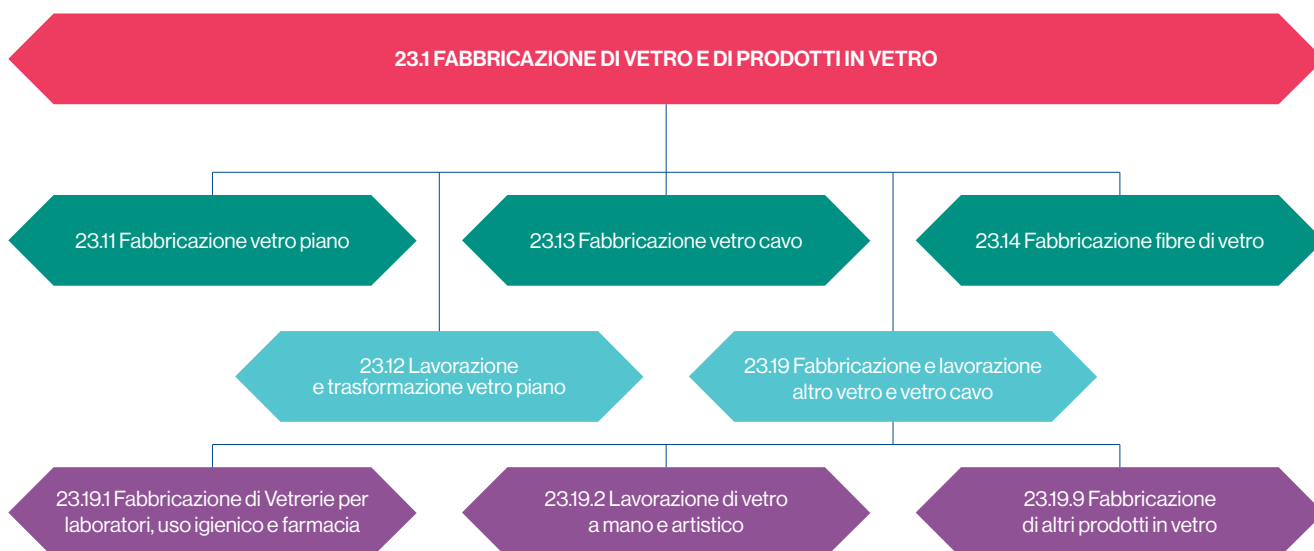 23.1 FABBRICAZIONE DI VETRO E DI PRODOTTI IN VETRO
23.11 Fabbricazione vetro piano
23.13 Fabbricazione vetro cavo
23.14 Fabbricazione fibre di vetro
23.12 Lavorazione
e trasformazione vetro piano
23.19 Fabbricazione e lavorazione
altro vetro e vetro cavo
23.19.1 Fabbricazione di Vetrerie per
laboratori, uso igienico e farmacia
23.19.2 Lavorazione di vetro
a mano e artistico
23.19.9 Fabbricazione
di altri prodotti in vetro